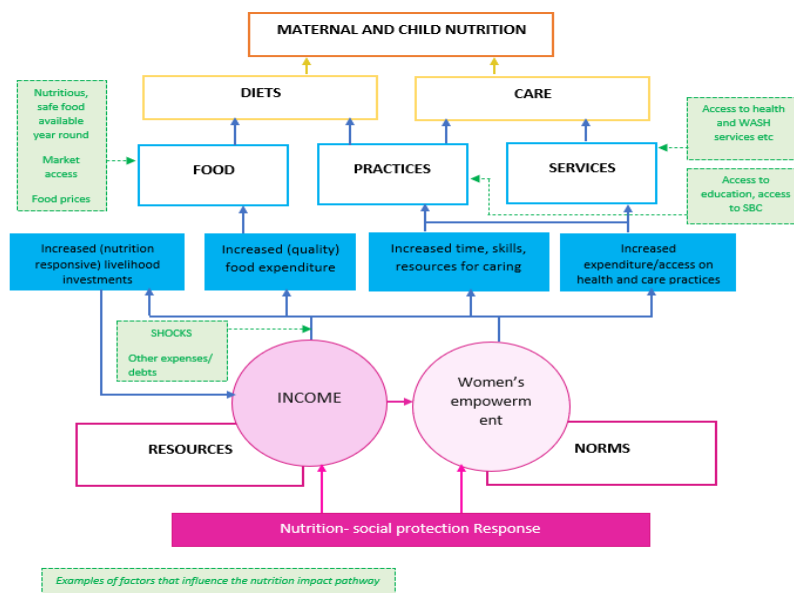 MATERNAL AND CHILD NUTRITION
DIETS
CARE
Nutritious,
safe food
available
year round
Market
access
Food prices
Access to health
and WASH
services etc
FOOD
PRACTICES
SERVICES
Access to
education, access
to SBC
Increased (nutrition
responsive) livelihood
investments
Increased (quality)
food expenditure
Increased time, skills,
resources for caring
Increased
expenditure/access on
health and care practices
SHOCKS
Other expenses/
debts
INCOME
Women's
empowerm
ent
RESOURCES
NORMS
Nutrition- social protection Response
Examples of factors that influence the nutrition impact pathway